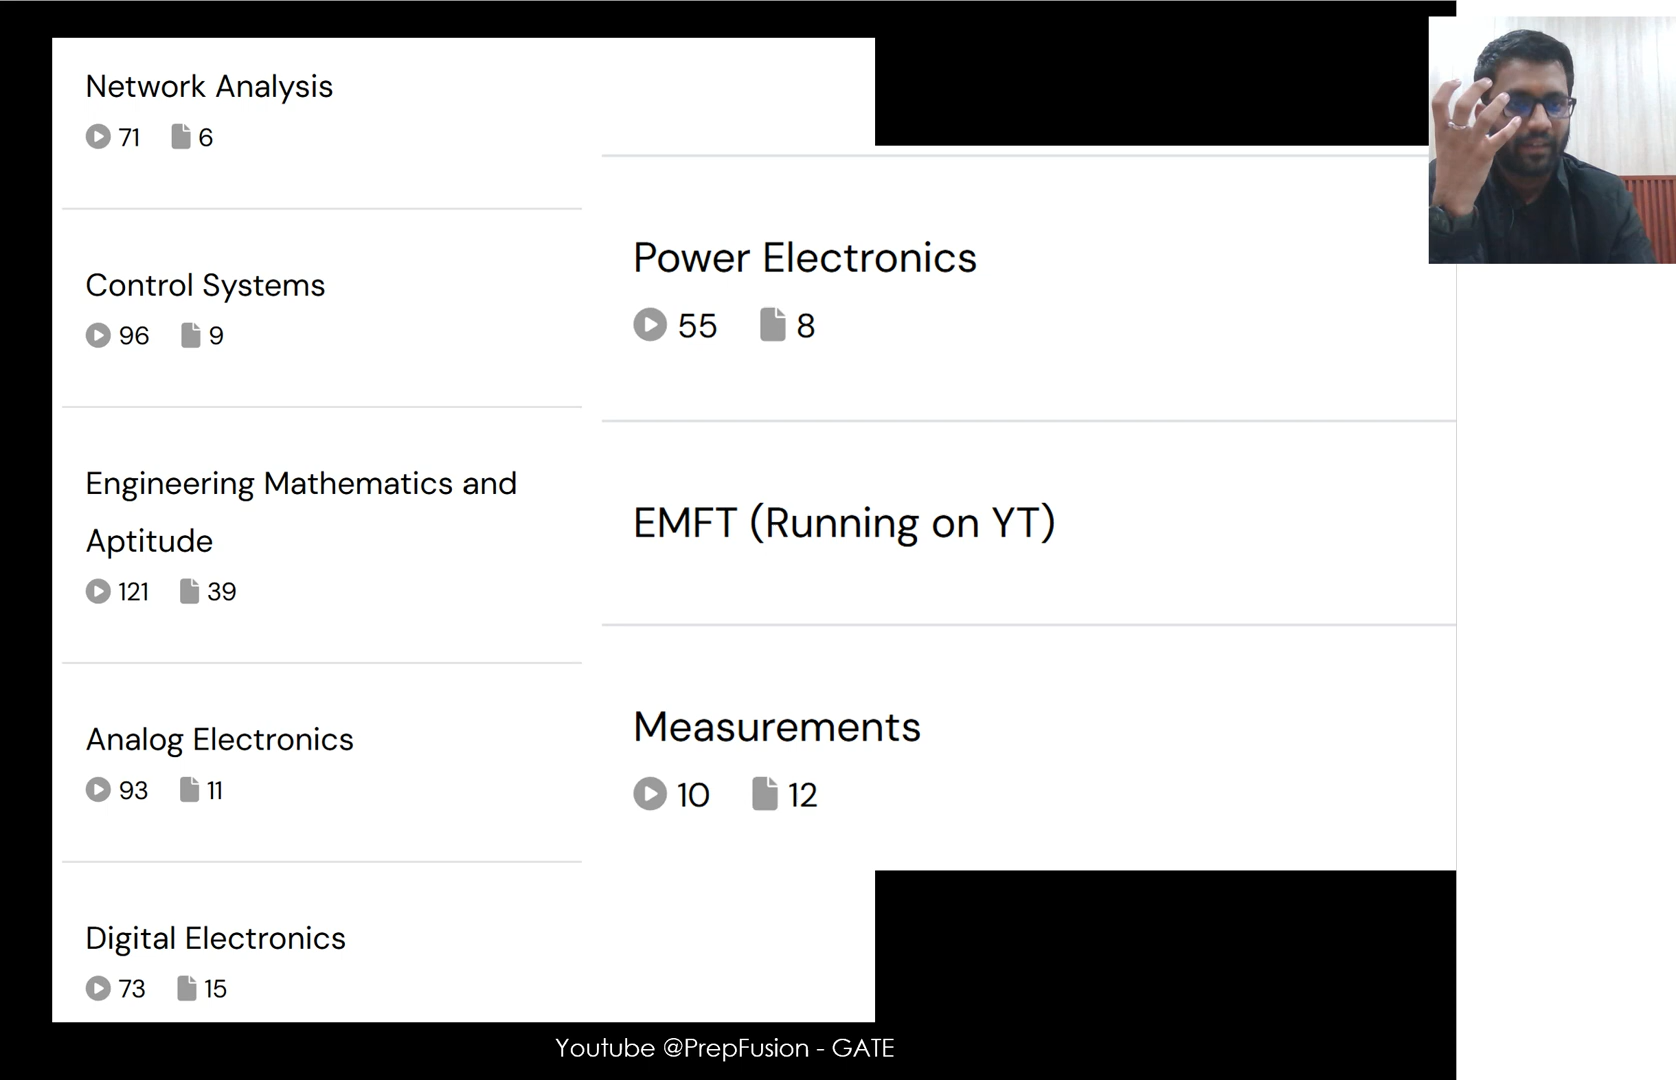 Network Analysis
71 6
Control Systems
96 9
Engineering Mathematics and
Aptitude
121 39
Analog Electronics
93 11
Digital Electronics
73 15
Power Electronics
55 8
EMFT (Running on YT)
Measurements
10 12
Youtube @PrepFusion - GATE